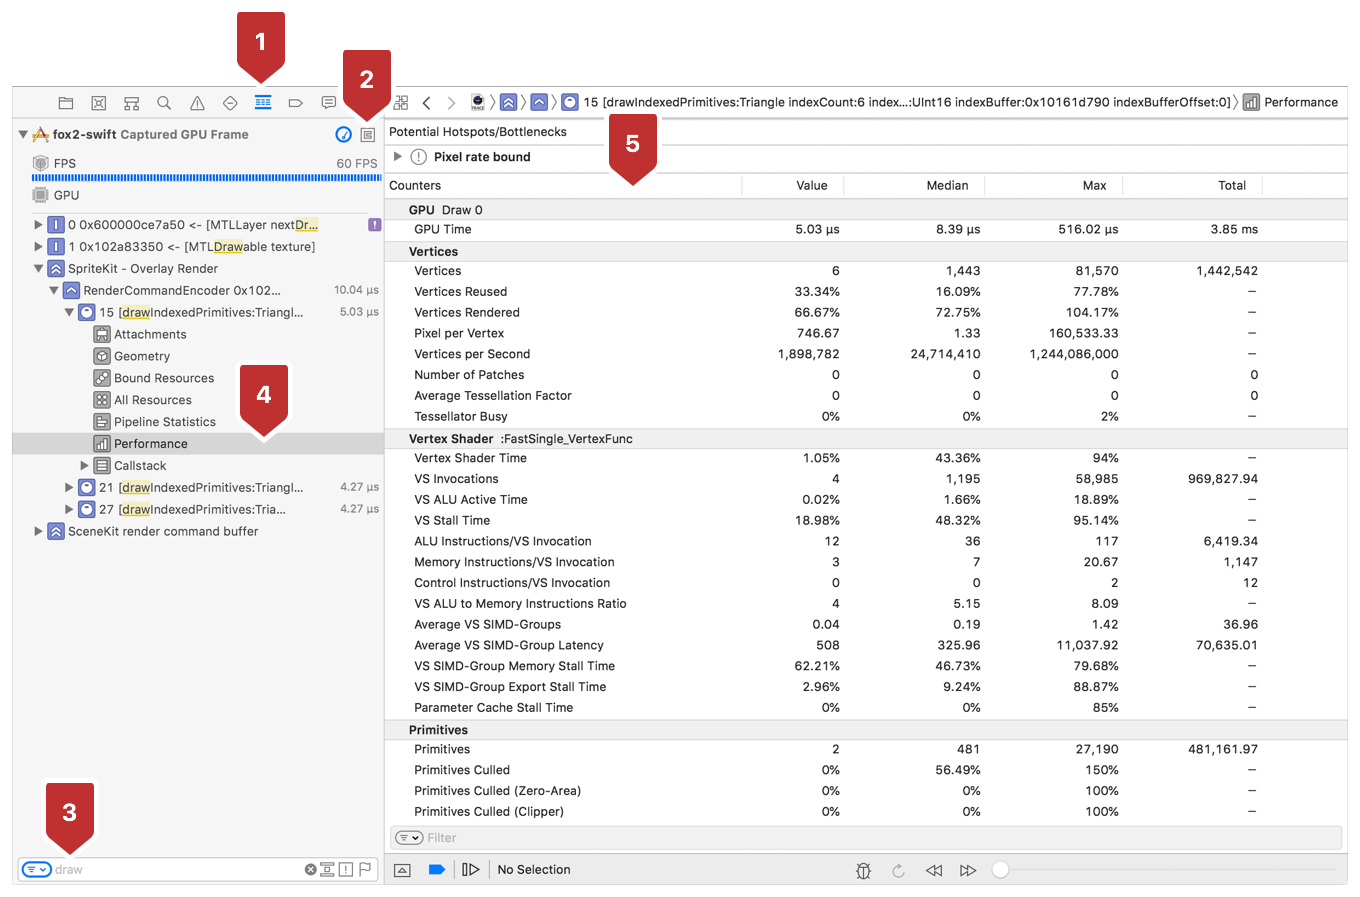 1
2
15 [drawIndexedPrimitives:Triangle indexCount:6 index...:UInt16 indexBuffer:0x10161d790 indexBufferOffset:0] Performance
fox2-swift Captured GPU Frame
FPS 60 FPS
GPU
0 0x600000ce7a50 <- [MTLLayer nextDr...
1 0x102a83350 <- [MTLDrawable texture]
SpriteKit - Overlay Render
RenderCommandEncoder 0x102... 10.04 µs
15 [drawIndexedPrimitives:Triangl... 5.03 µs
Attachments
Geometry
Bound Resources
All Resources
Pipeline Statistics
Performance
Callstack
21 [drawIndexedPrimitives:Triangl... 4.27 µs
27 [drawIndexedPrimitives:Tria... 4.27 µs
SceneKit render command buffer
4
3
draw
Potential Hotspots/Bottlenecks
5
Pixel rate bound
Counters Value Median Max Total
GPU Draw 0
GPU Time 5.03 µs 8.39 µs 516.02 µs 3.85 ms
Vertices
Vertices 6 1,443 81,570 1,442,542
Vertices Reused 33.34% 16.09% 77.78% –
Vertices Rendered 66.67% 72.75% 104.17% –
Pixel per Vertex 746.67 1.33 160,533.33 –
Vertices per Second 1,898,782 24,714,410 1,244,086,000 –
Number of Patches 0 0 0 0
Average Tessellation Factor 0 0 0 0
Tessellator Busy 0% 0% 2% –
Vertex Shader :FastSingle_VertexFunc
Vertex Shader Time 1.05% 43.36% 94% –
VS Invocations 4 1,195 58,985 969,827.94
VS ALU Active Time 0.02% 1.66% 18.89% –
VS Stall Time 18.98% 48.32% 95.14% –
ALU Instructions/VS Invocation 12 36 117 6,419.34
Memory Instructions/VS Invocation 3 7 20.67 1,147
Control Instructions/VS Invocation 0 0 2 12
VS ALU to Memory Instructions Ratio 4 5.15 8.09 –
Average VS SIMD-Groups 0.04 0.19 1.42 36.96
Average VS SIMD-Group Latency 508 325.96 11,037.92 70,635.01
VS SIMD-Group Memory Stall Time 62.21% 46.73% 79.68% –
VS SIMD-Group Export Stall Time 2.96% 9.24% 88.87% –
Parameter Cache Stall Time 0% 0% 85% –
Primitives
Primitives 2 481 27,190 481,161.97
Primitives Culled 0% 56.49% 150% –
Primitives Culled (Zero-Area) 0% 0% 100% –
Primitives Culled (Clipper) 0% 0% 100% –
Filter
No Selection